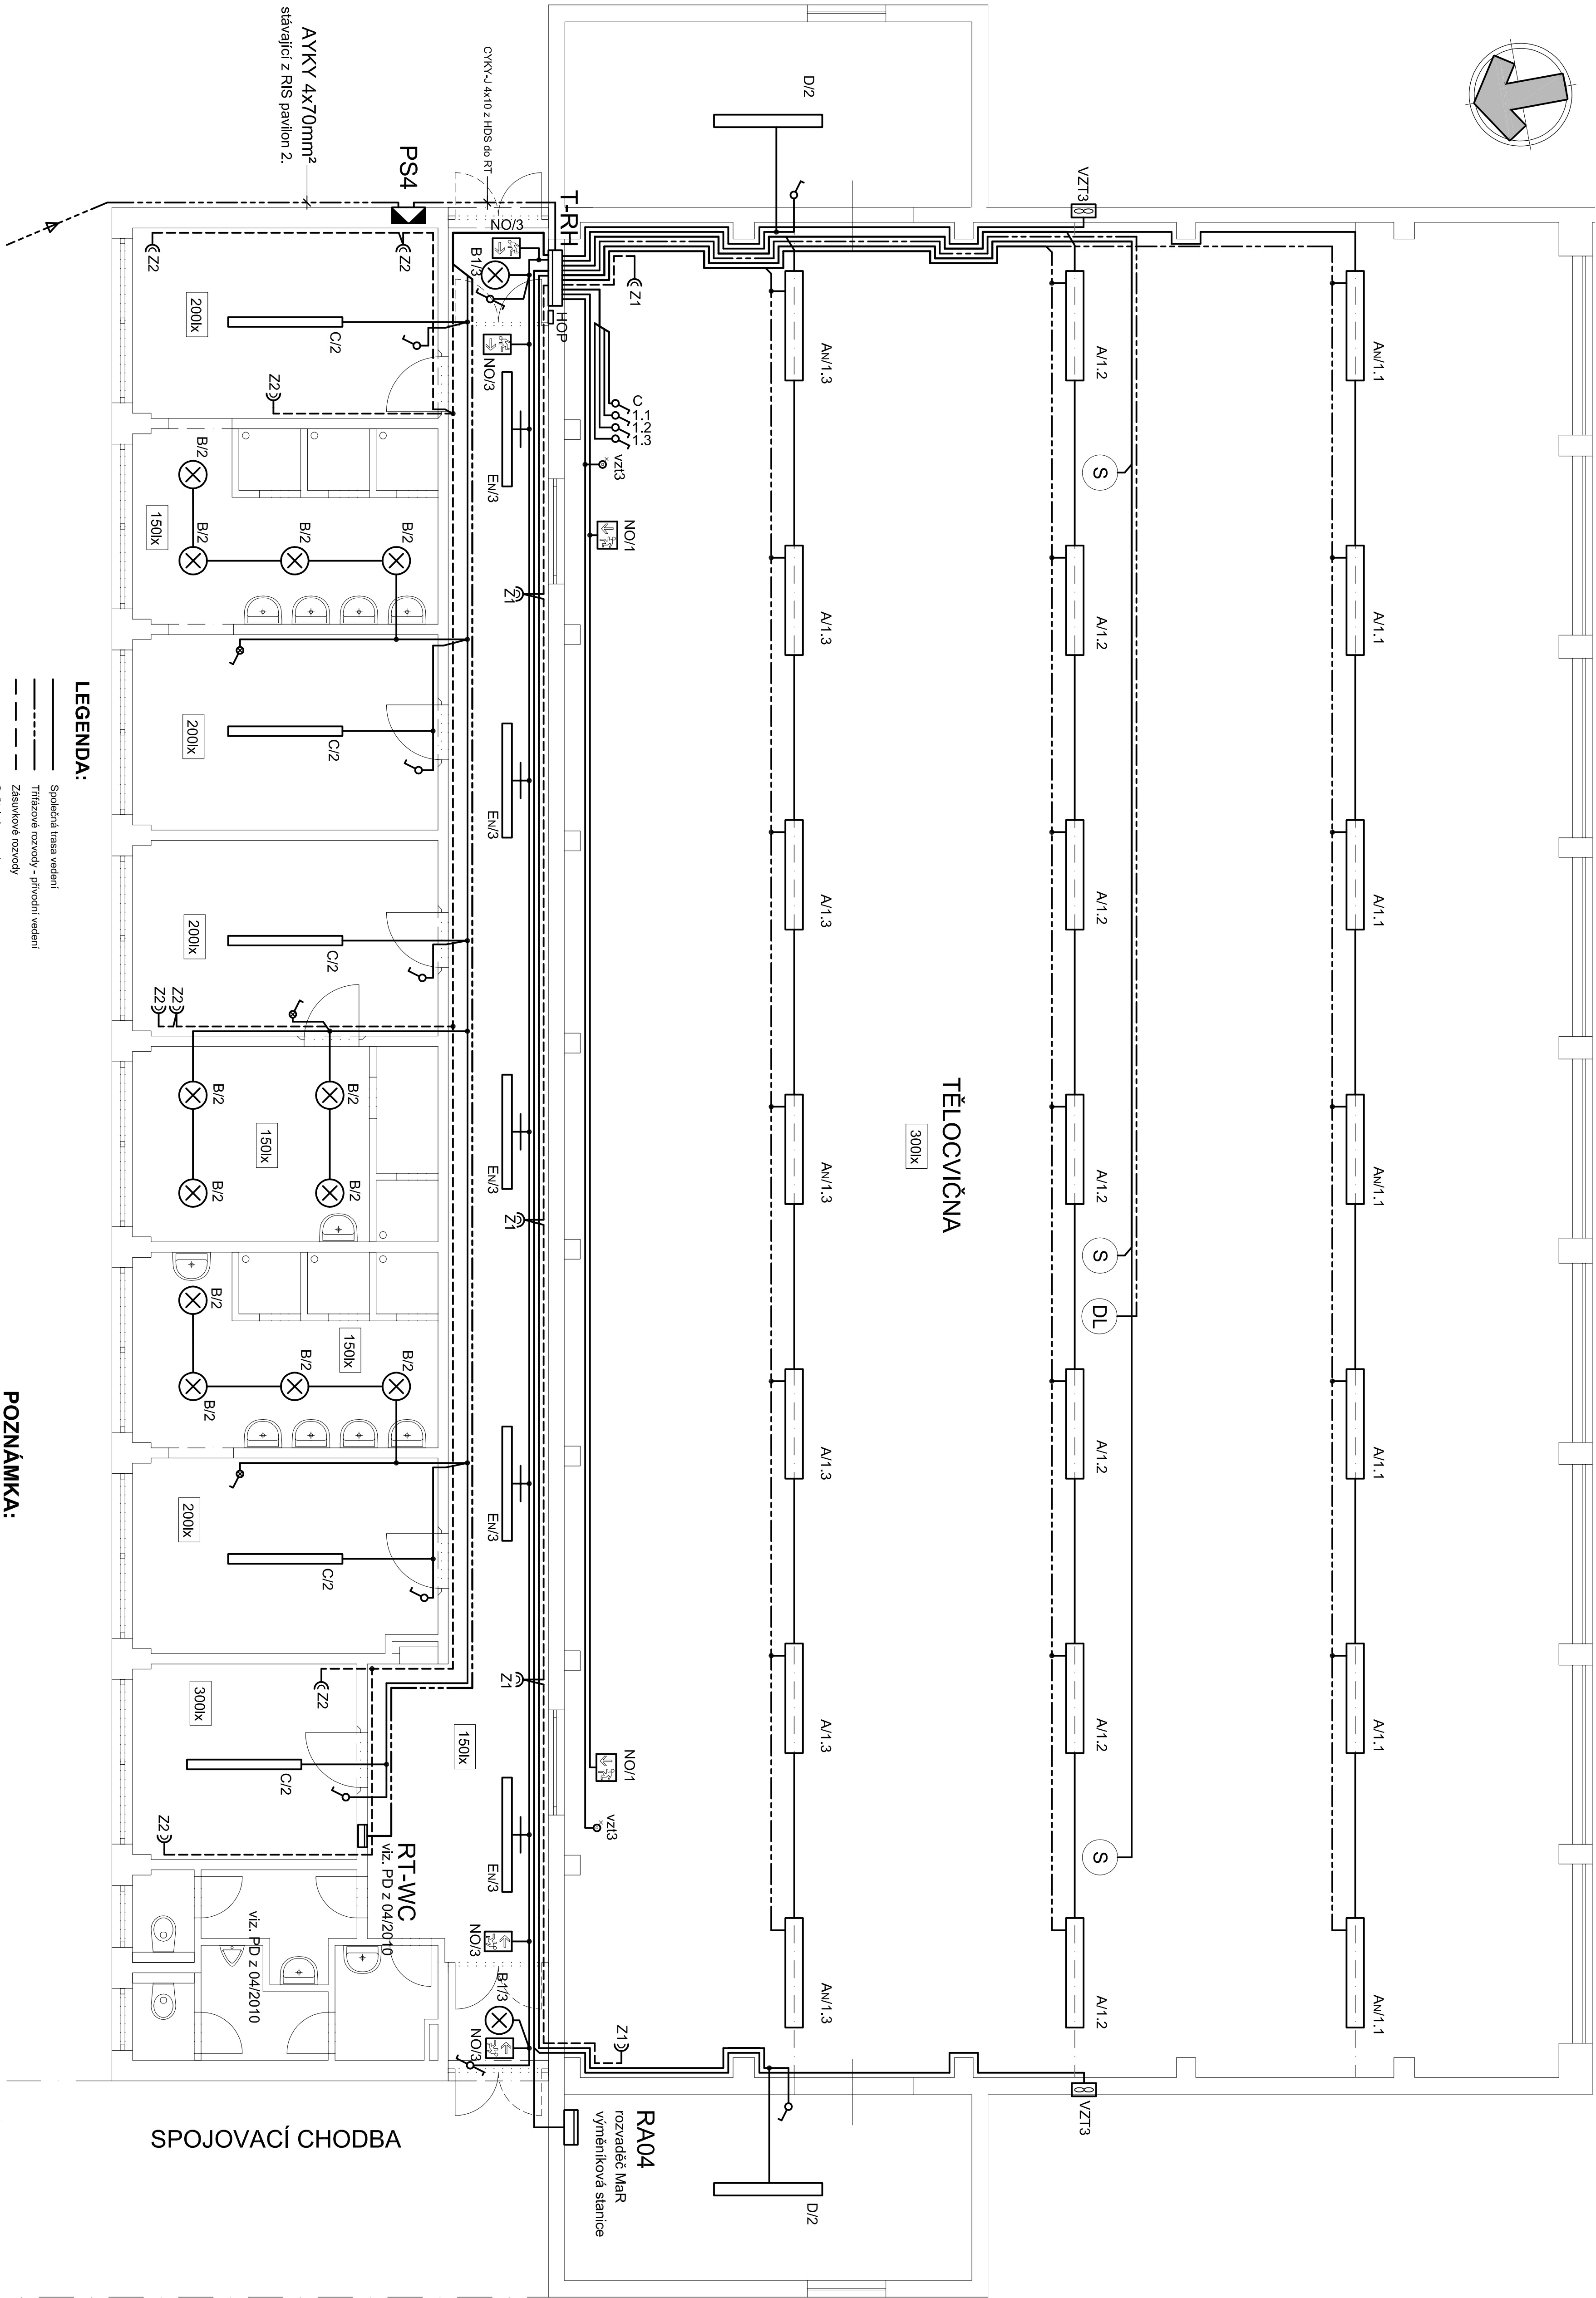 AN/1.1
A/1.1
A/1.1
AN/1.1
A/1.1
A/1.1
AN/1.1
VZT3
A/1.2
A/1.2
A/1.2
A/1.2
A/1.2
A/1.2
A/1.2
S
S
DL
S
VZT3
TĚLOCVIČNA
300lx
D/2
AN/1.3
A/1.3
A/1.3
AN/1.3
A/1.3
A/1.3
AN/1.3
D/2
RA04
rozvaděč MaR
výměníková stanice
Z1
C
1.1
1.2
1.3
vzt3
NO/1
NO/1
vzt3
Z1
T-RH
HOP
NO/3
B1/3
NO/3
EN/3
Z1
EN/3
EN/3
Z1
EN/3
Z1
EN/3
150lx
NO/3
B1/3
NO/3
CYKY-J 4x10 z HDS do RT
PS4
AYKY 4x70mm²
stávající z RIS pavilon 2.
Z2
Z2
200lx
C/2
Z2
B/2
B/2
B/2
B/2
150lx
C/2
200lx
C/2
200lx
Z2
Z2
B/2
B/2
B/2
B/2
150lx
B/2
B/2
B/2
B/2
150lx
C/2
200lx
Z2
300lx
C/2
Z2
RT-WC
viz. PD z 04/2010
viz. PD z 04/2010
SPOJOVACÍ CHODBA
LEGENDA:
Společná trasa vedení
Třífázové rozvody - přívodní vedení
Zásuvkové rozvody
POZNÁMKA: